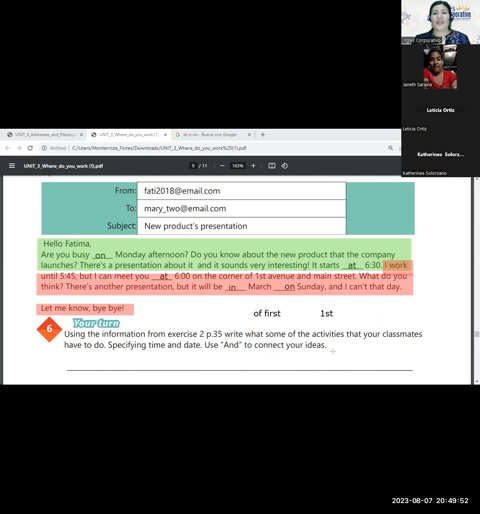 Ingles Corporativo
Janeth Saravia
Leticia Ortiz
Leticia Ortiz
Katherinee Solora...
Katherinee Solorzano
UNIT_3_Where_do_you_work (1).pdf
at in on - Buscar con Google
Archivo
C:/Users/Monterroza_Flores/Downloads/UNIT_3_Where_do_you_work%20(1).pdf
UNIT_3_Where_do_you_work (1).pdf
9 / 11
163%
From: fati2018@email.com
To: mary_two@email.com
Subject: New product's presentation
Hello Fatima,
Are you busy on Monday afternoon? Do you know about the new product that the company
launches? There's a presentation about it and it sounds very interesting! It starts at 6:30. I work
until 5:45, but I can meet you at 6:00 on the corner of 1st avenue and main street. What do you
think? There's another presentation, but it will be in March on Sunday, and I can't that day.
Let me know, bye bye!
of first 1st
6 Your turn
Using the information from exercise 2 p.35 write what some of the activities that your classmates
have to do. Specifying time and date. Use "And" to connect your ideas.
2023-08-07 20:49:52